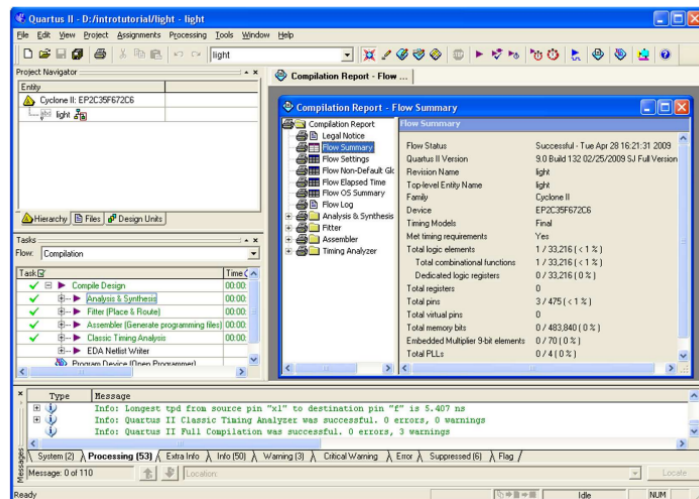 Quartus II - D:/introtutorial/light - light
File Edit View Project Assignments Processing Tools Window Help
light
Project Navigator
Entity
Cyclone II: EP2C35F672C6
light
Hierarchy Files Design Units
Tasks
Flow: Compilation
Task Time
Compile Design 00:00:
Analysis & Synthesis 00:00:
Fitter (Place & Route) 00:00:
Assembler (Generate programming files) 00:00:
Classic Timing Analysis 00:00:
EDA Netlist Writer
Program Device (Open Programmer)
Compilation Report - Flow ...
Compilation Report - Flow Summary
Compilation Report
Legal Notice
Flow Summary
Flow Settings
Flow Non-Default Glc
Flow Elapsed Time
Flow OS Summary
Flow Log
Analysis & Synthesis
Fitter
Assembler
Timing Analyzer
Flow Summary
Flow Status Successful - Tue Apr 28 16:21:31 2009
Quartus II Version 9.0 Build 132 02/25/2009 SJ Full Version
Revision Name light
Top-level Entity Name light
Family Cyclone II
Device EP2C35F672C6
Timing Models Final
Met timing requirements Yes
Total logic elements 1 / 33,216 ( < 1 % )
Total combinational functions 1 / 33,216 ( < 1 % )
Dedicated logic registers 0 / 33,216 ( 0 % )
Total registers 0
Total pins 3 / 475 ( < 1 % )
Total virtual pins 0
Total memory bits 0 / 483,840 ( 0 % )
Embedded Multiplier 9-bit elements 0 / 70 ( 0 % )
Total PLLs 0 / 4 ( 0 % )
Type Message
Info: Longest tpd from source pin "x1" to destination pin "f" is 5.407 ns
Info: Quartus II Classic Timing Analyzer was successful. 0 errors, 0 warnings
Info: Quartus II Full Compilation was successful. 0 errors, 3 warnings
System (2) Processing (53) Extra Info Info (50) Warning (3) Critical Warning Error Suppressed (6) Flag
Messages
Message: 0 of 110 Location: Locate
Ready Idle NUM